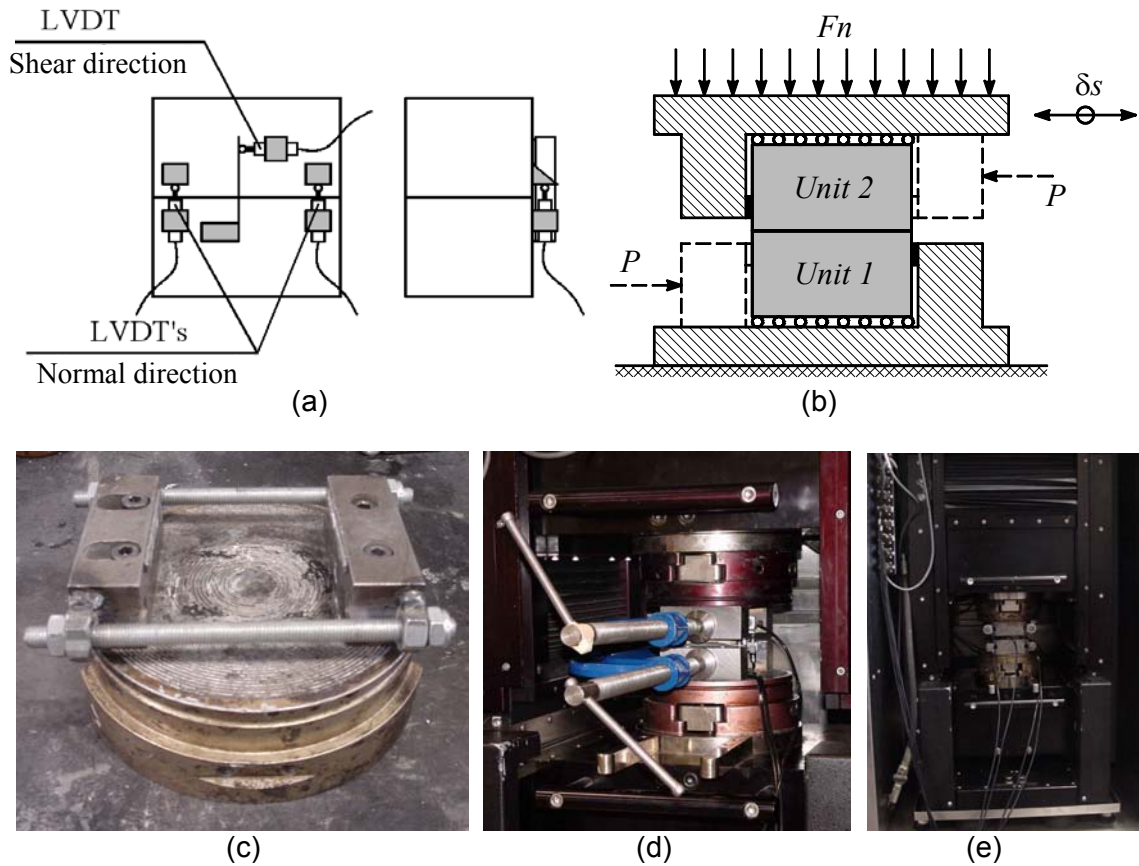 LVDT
Shear direction
LVDT's
Normal direction
(a)
Fn
δs
Unit 2
P
P
Unit 1
(b)
(c)
(d)
(e)